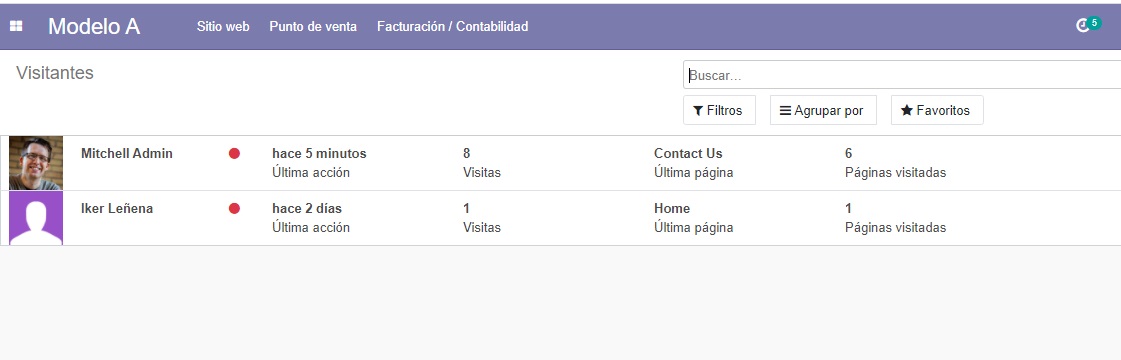 Modelo A Sitio web Punto de venta Facturación / Contabilidad 5
Visitantes
Buscar...
Filtros Agrupar por Favoritos
Mitchell Admin hace 5 minutos 8 Contact Us 6
Última acción Visitas Última página Páginas visitadas
Iker Leñena hace 2 días 1 Home 1
Última acción Visitas Última página Páginas visitadas